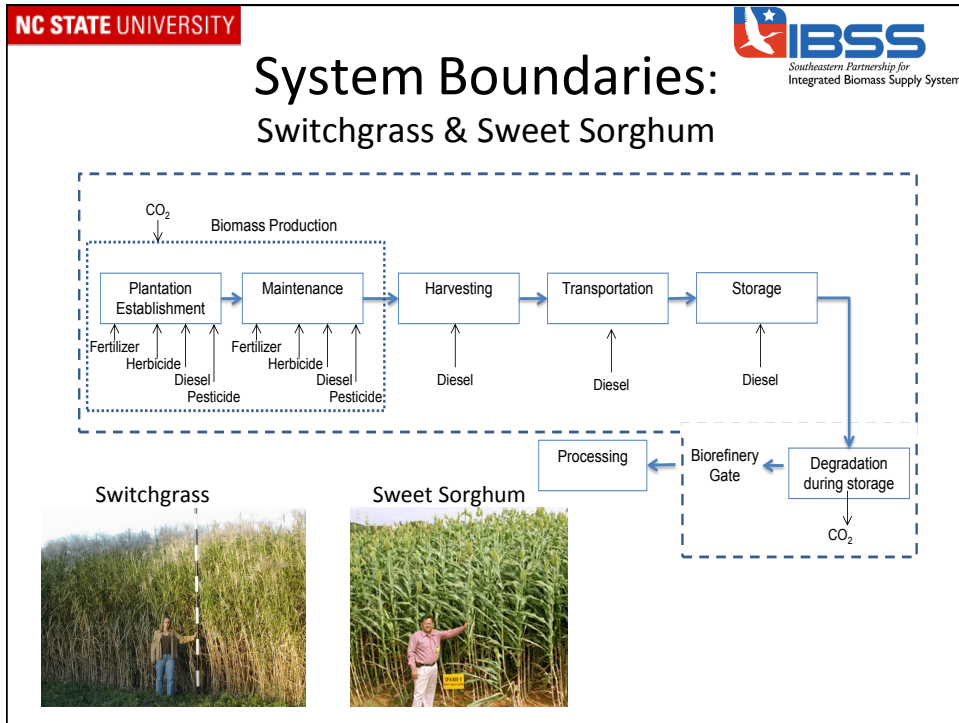 NC STATE UNIVERSITY
IBSS
Southeastern Partnership for
Integrated Biomass Supply System
System Boundaries:
Switchgrass & Sweet Sorghum
CO2
Biomass Production
Plantation
Establishment
Maintenance
Harvesting
Transportation
Storage
Fertilizer
Herbicide
Diesel
Pesticide
Fertilizer
Herbicide
Diesel
Pesticide
Diesel
Diesel
Diesel
Processing
Biorefinery
Gate
Degradation
during storage
CO2
Switchgrass
Sweet Sorghum